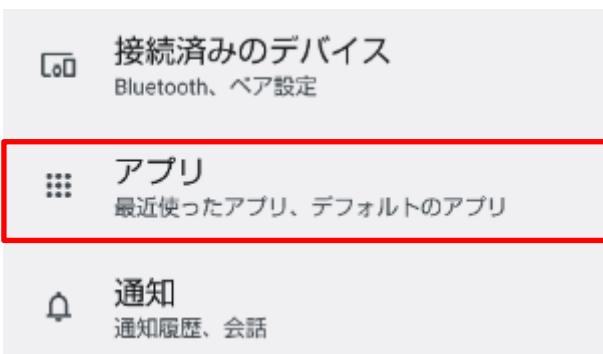 接続済みのデバイス
Bluetooth、ペア設定
アプリ
最近使ったアプリ、デフォルトのアプリ
通知
通知履歴、会話